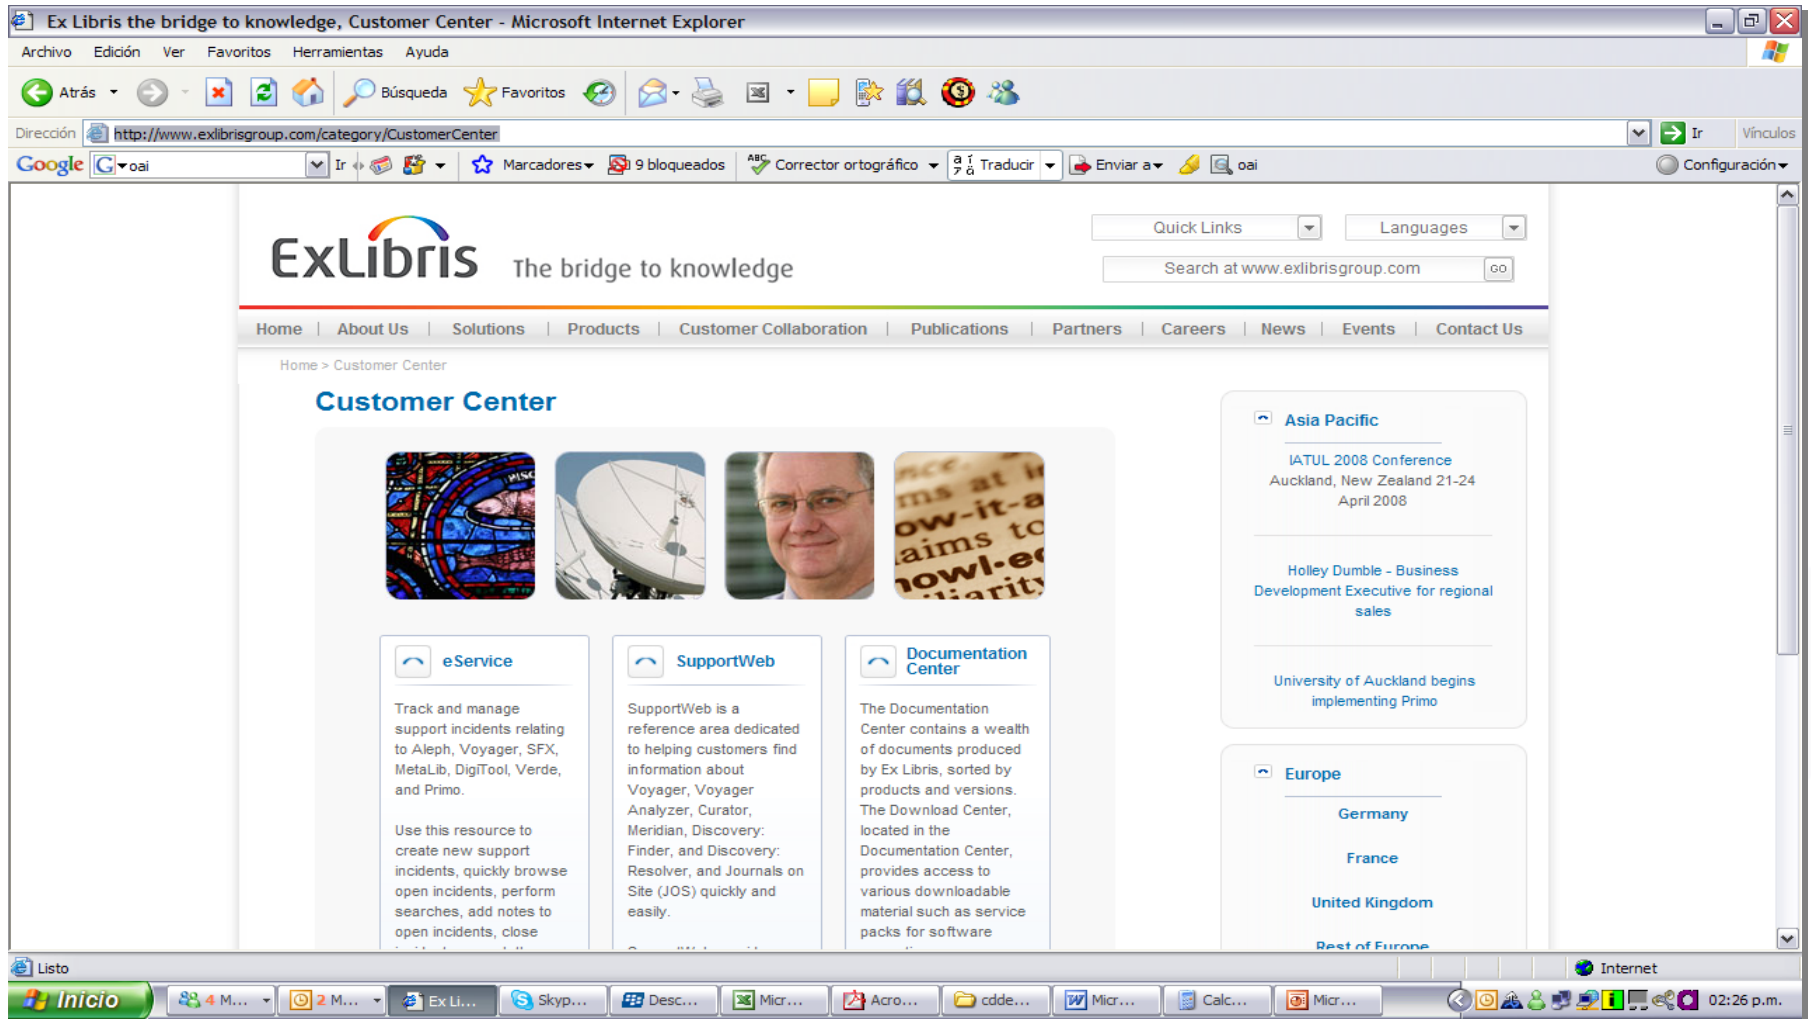 Ex Libris the bridge to knowledge, Customer Center - Microsoft Internet Explorer
Archivo Edición Ver Favoritos Herramientas Ayuda
Atrás Búsqueda Favoritos
Dirección http://www.exlibrisgroup.com/category/CustomerCenter Ir Vínculos
Google G oai Ir Marcadores 9 bloqueados ABC Corrector ortográfico Traducir Enviar a oai Configuración
Quick Links Languages
ExLibris The bridge to knowledge
Search at www.exlibrisgroup.com GO
Home | About Us | Solutions | Products | Customer Collaboration | Publications | Partners | Careers | News | Events | Contact Us
Home > Customer Center
Customer Center
eService
Track and manage
support incidents relating
to Aleph, Voyager, SFX,
MetaLib, DigiTool, Verde,
and Primo.
Use this resource to
create new support
incidents, quickly browse
open incidents, perform
searches, add notes to
open incidents, close
SupportWeb
SupportWeb is a
reference area dedicated
to helping customers find
information about
Voyager, Voyager
Analyzer, Curator,
Meridian, Discovery:
Finder, and Discovery:
Resolver, and Journals on
Site (JOS) quickly and
easily.
Documentation
Center
The Documentation
Center contains a wealth
of documents produced
by Ex Libris, sorted by
products and versions.
The Download Center,
located in the
Documentation Center,
provides access to
various downloadable
material such as service
packs for software
Asia Pacific
IATUL 2008 Conference
Auckland, New Zealand 21-24
April 2008
Holley Dumble - Business
Development Executive for regional
sales
University of Auckland begins
implementing Primo
Europe
Germany
France
United Kingdom
Rest of Europe
Listo Internet
Inicio 4 M... 2 M... Ex Li... Skyp... Desc... Micr... Acro... cdde... Micr... Calc... Micr... 02:26 p.m.